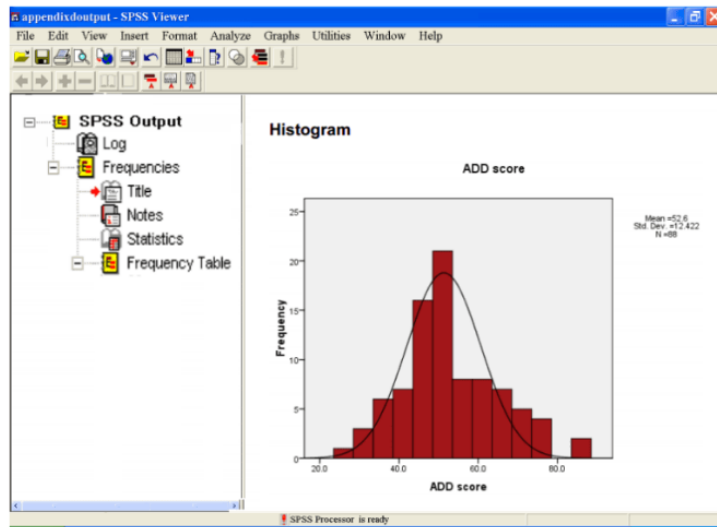 appendixdoutput - SPSS Viewer
File Edit View Insert Format Analyze Graphs Utilities Window Help
SPSS Output
Log
Frequencies
Title
Notes
Statistics
Frequency Table
Histogram
ADD score
Mean =52.6
Std. Dev. =12.422
N =88
Frequency
25
20
15
10
5
0
20.0 40.0 60.0 80.0
ADD score
SPSS Processor is ready